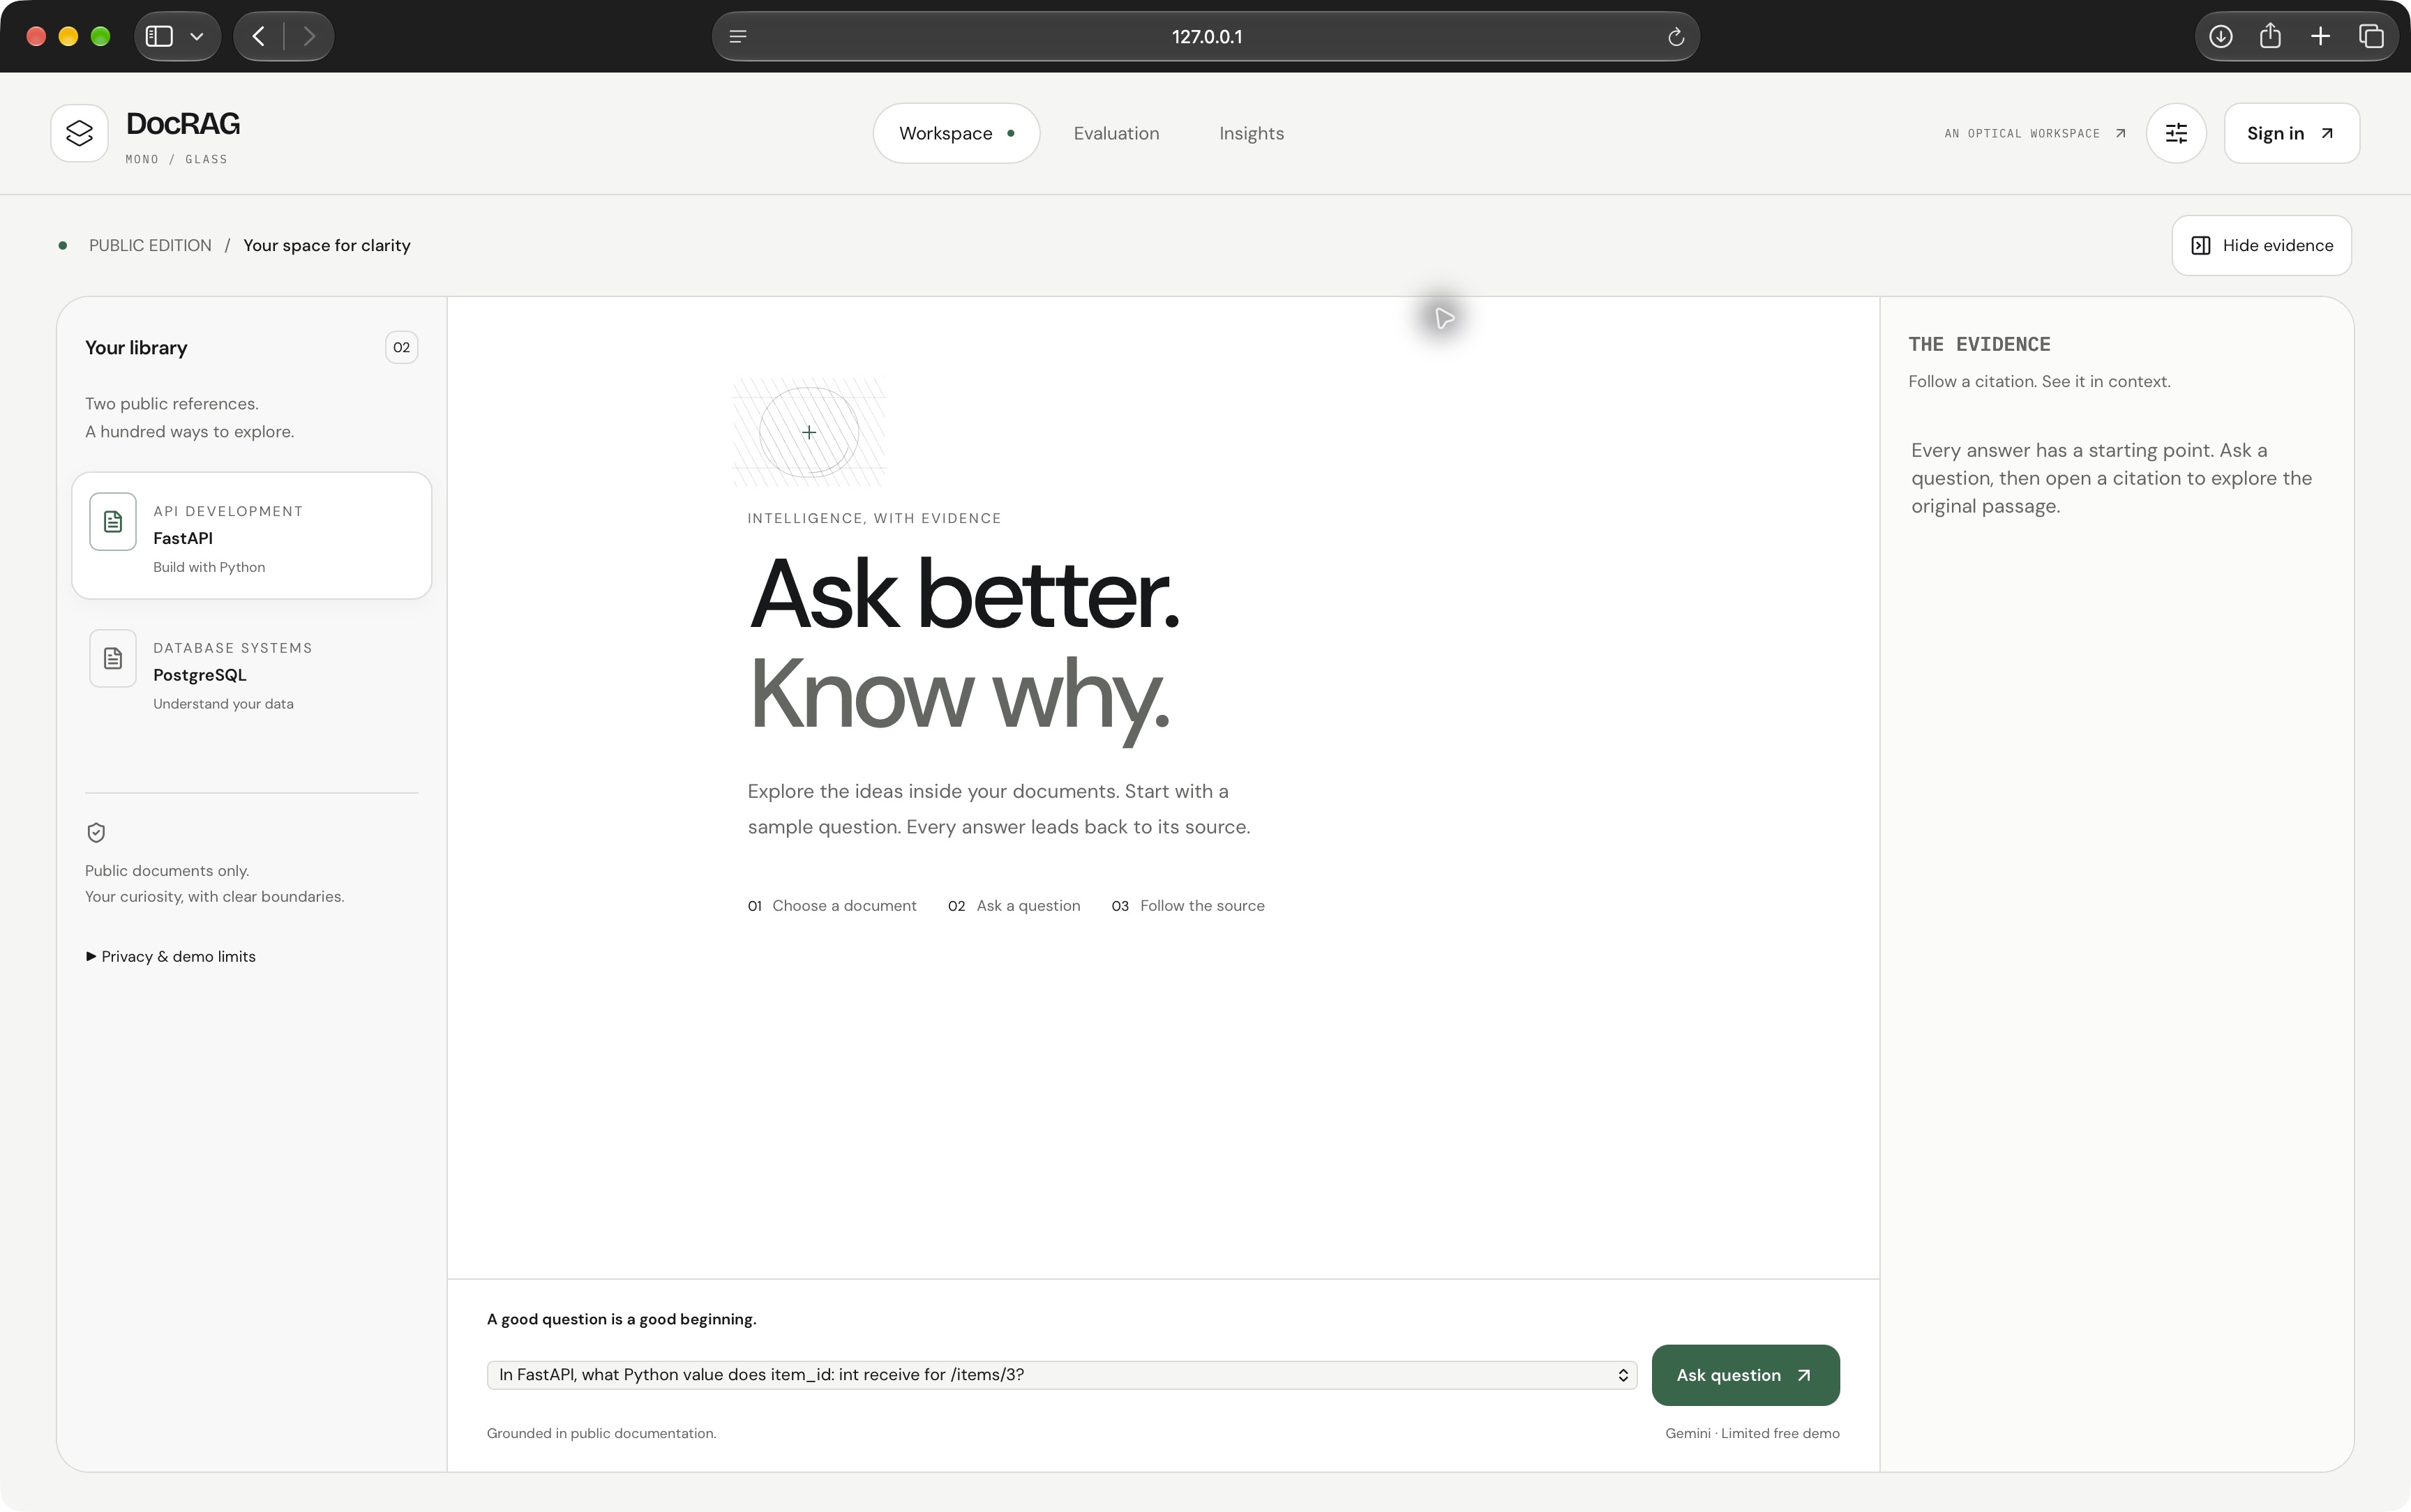 127.0.0.1
DocRAG
MONO / GLASS
Workspace
Evaluation
Insights
AN OPTICAL WORKSPACE
Sign in
PUBLIC EDITION / Your space for clarity
Hide evidence
Your library
02
Two public references.
A hundred ways to explore.
API DEVELOPMENT
FastAPI
Build with Python
DATABASE SYSTEMS
PostgreSQL
Understand your data
Public documents only.
Your curiosity, with clear boundaries.
Privacy & demo limits
INTELLIGENCE, WITH EVIDENCE
Ask better.
Know why.
Explore the ideas inside your documents. Start with a
sample question. Every answer leads back to its source.
01 Choose a document 02 Ask a question 03 Follow the source
A good question is a good beginning.
In FastAPI, what Python value does item_id: int receive for /items/3?
Ask question
Grounded in public documentation.
Gemini · Limited free demo
THE EVIDENCE
Follow a citation. See it in context.
Every answer has a starting point. Ask a
question, then open a citation to explore the
original passage.